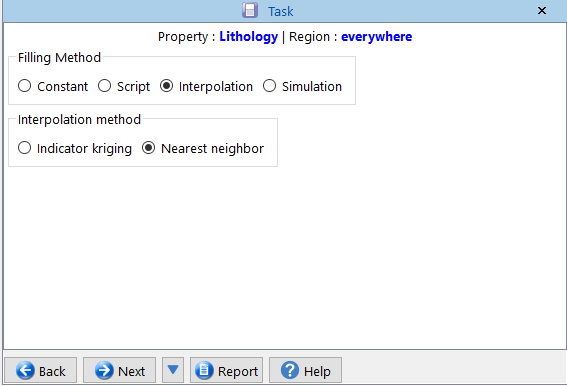 Task
Property : Lithology | Region : everywhere
Filling Method
Constant Script Interpolation Simulation
Interpolation method
Indicator kriging Nearest neighbor
Back Next Report Help